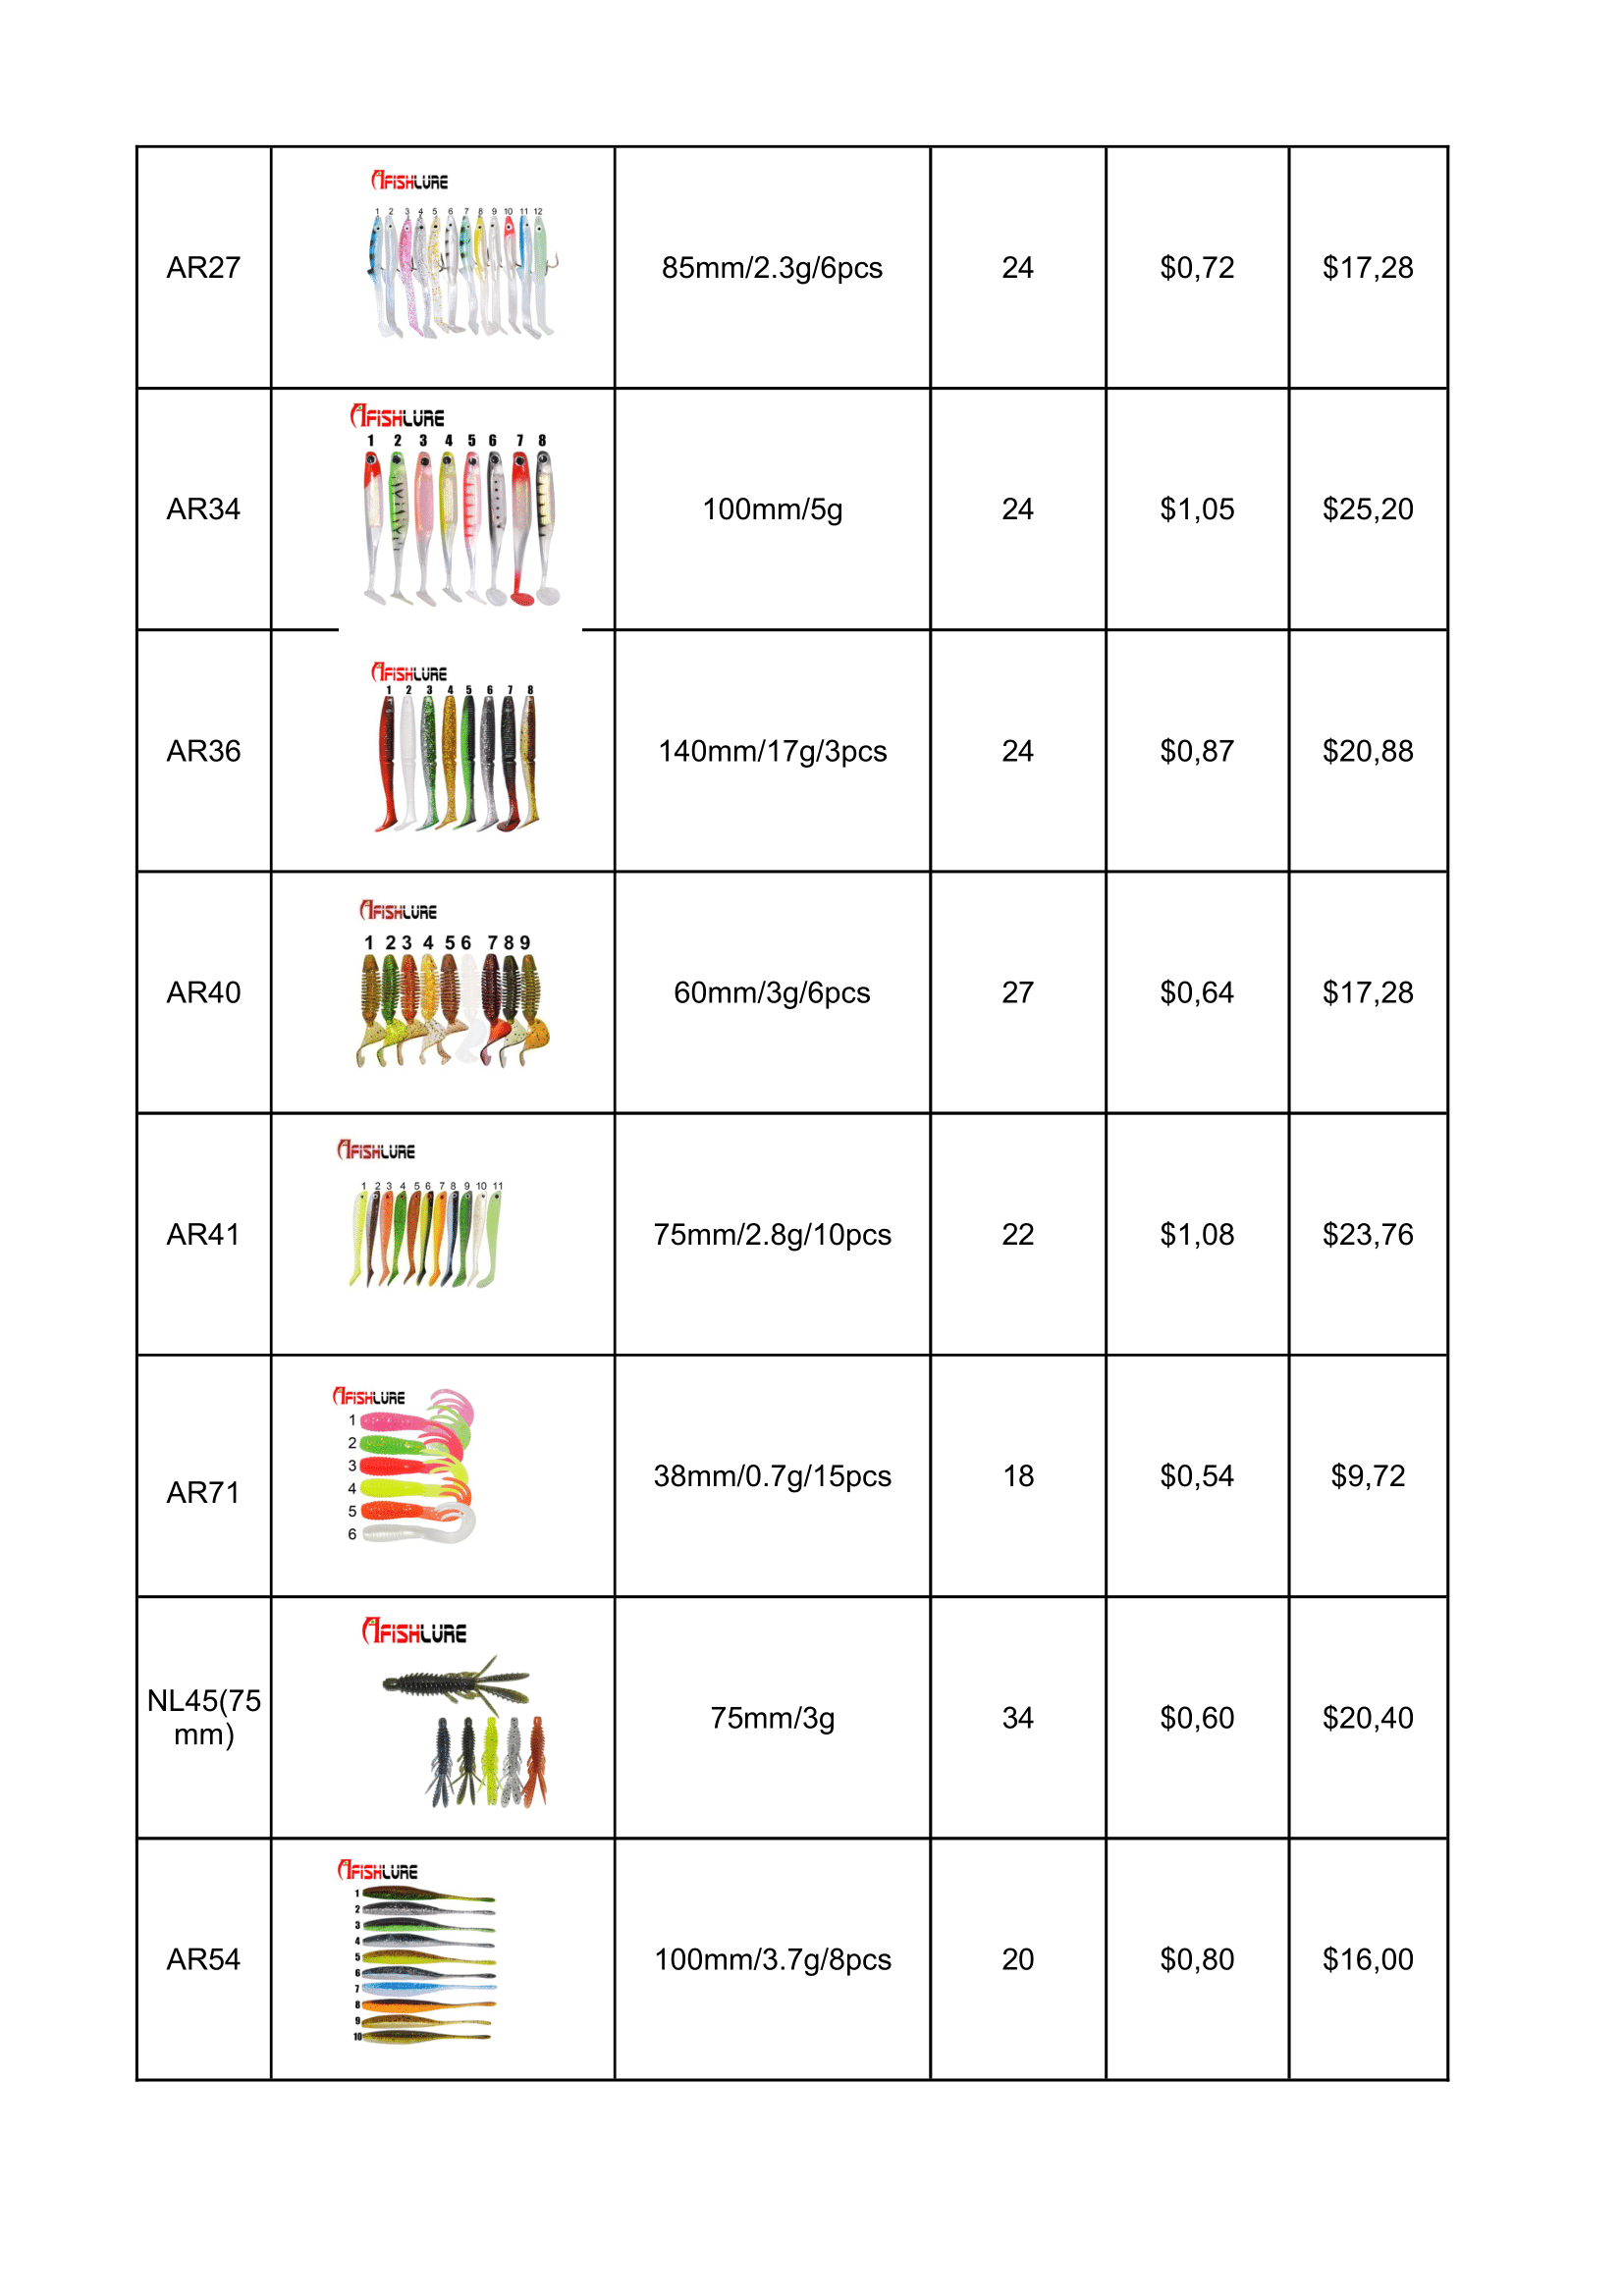 AFISHLURE
1 2 3 4 5 6 7 8 9 10 11 12
AR27
85mm/2.3g/6pcs
24
$0,72
$17,28
AFISHLURE
1 2 3 4 5 6 7 8
AR34
100mm/5g
24
$1,05
$25,20
AFISHLURE
1 2 3 4 5 6 7 8
AR36
140mm/17g/3pcs
24
$0,87
$20,88
AFISHLURE
1 2 3 4 5 6 7 8 9
AR40
60mm/3g/6pcs
27
$0,64
$17,28
AFISHLURE
1 2 3 4 5 6 7 8 9 10 11
AR41
75mm/2.8g/10pcs
22
$1,08
$23,76
AFISHLURE
1
2
3
4
5
6
AR71
38mm/0.7g/15pcs
18
$0,54
$9,72
AFISHLURE
NL45(75
mm)
75mm/3g
34
$0,60
$20,40
AFISHLURE
1
2
3
4
5
6
7
8
9
10
AR54
100mm/3.7g/8pcs
20
$0,80
$16,00